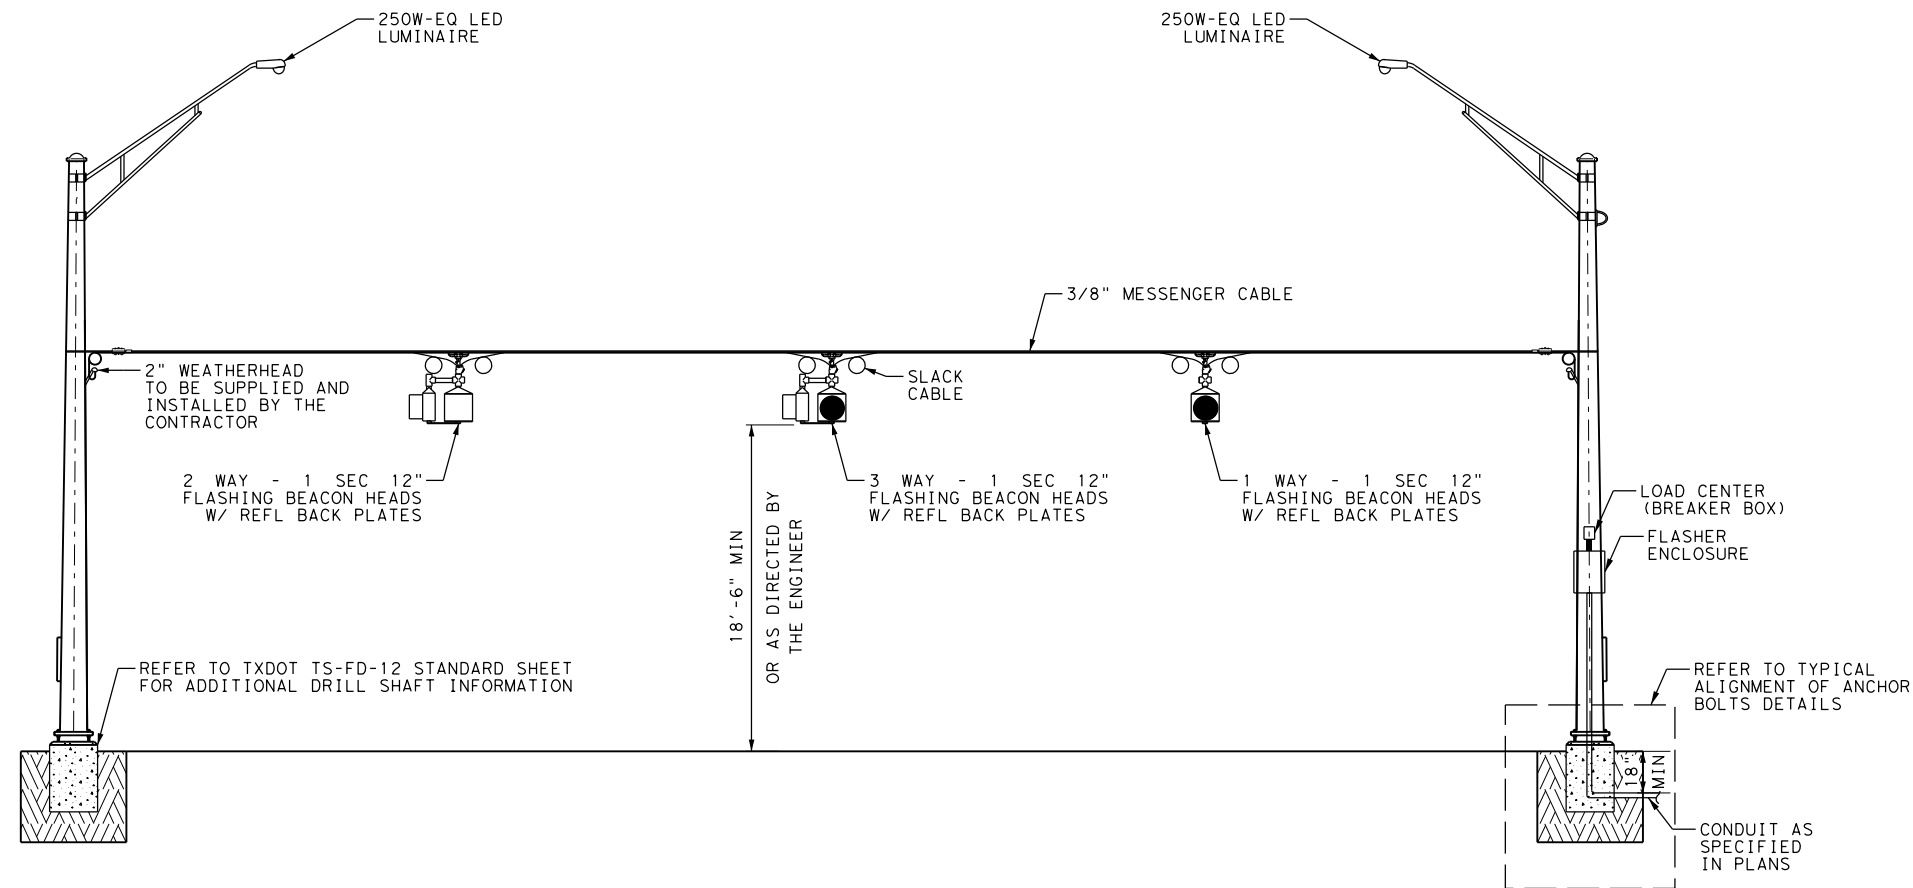 250W-EQ LED
LUMINAIRE
250W-EQ LED
LUMINAIRE
3/8" MESSENGER CABLE
2" WEATHERHEAD
TO BE SUPPLIED AND
INSTALLED BY THE
CONTRACTOR
SLACK
CABLE
2 WAY - 1 SEC 12"
FLASHING BEACON HEADS
W/ REFL BACK PLATES
3 WAY - 1 SEC 12"
FLASHING BEACON HEADS
W/ REFL BACK PLATES
1 WAY - 1 SEC 12"
FLASHING BEACON HEADS
W/ REFL BACK PLATES
18'-6" MIN
OR AS DIRECTED BY
THE ENGINEER
LOAD CENTER
(BREAKER BOX)
FLASHER
ENCLOSURE
REFER TO TXDOT TS-FD-12 STANDARD SHEET
FOR ADDITIONAL DRILL SHAFT INFORMATION
REFER TO TYPICAL
ALIGNMENT OF ANCHOR
BOLTS DETAILS
18"
MIN
CONDUIT AS
SPECIFIED
IN PLANS